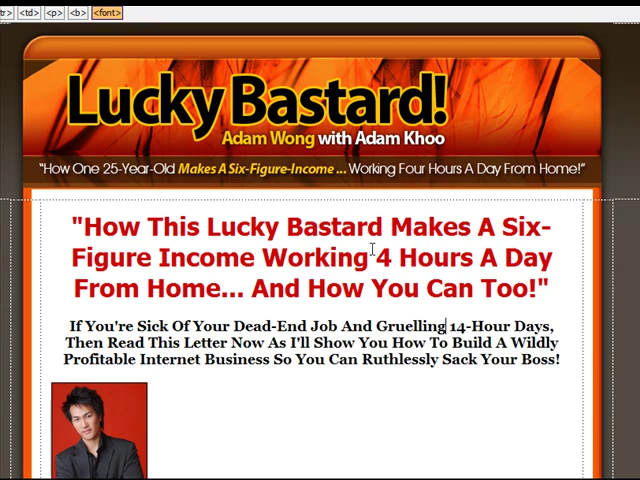 <td> <p> <b> <font>
Lucky Bastard!
Adam Wong with Adam Khoo
"How One 25-Year-Old Makes A Six-Figure-Income ... Working Four Hours A Day From Home!"
"How This Lucky Bastard Makes A Six-
Figure Income Working 4 Hours A Day
From Home... And How You Can Too!"
If You're Sick Of Your Dead-End Job And Gruelling 14-Hour Days,
Then Read This Letter Now As I'll Show You How To Build A Wildly
Profitable Internet Business So You Can Ruthlessly Sack Your Boss!